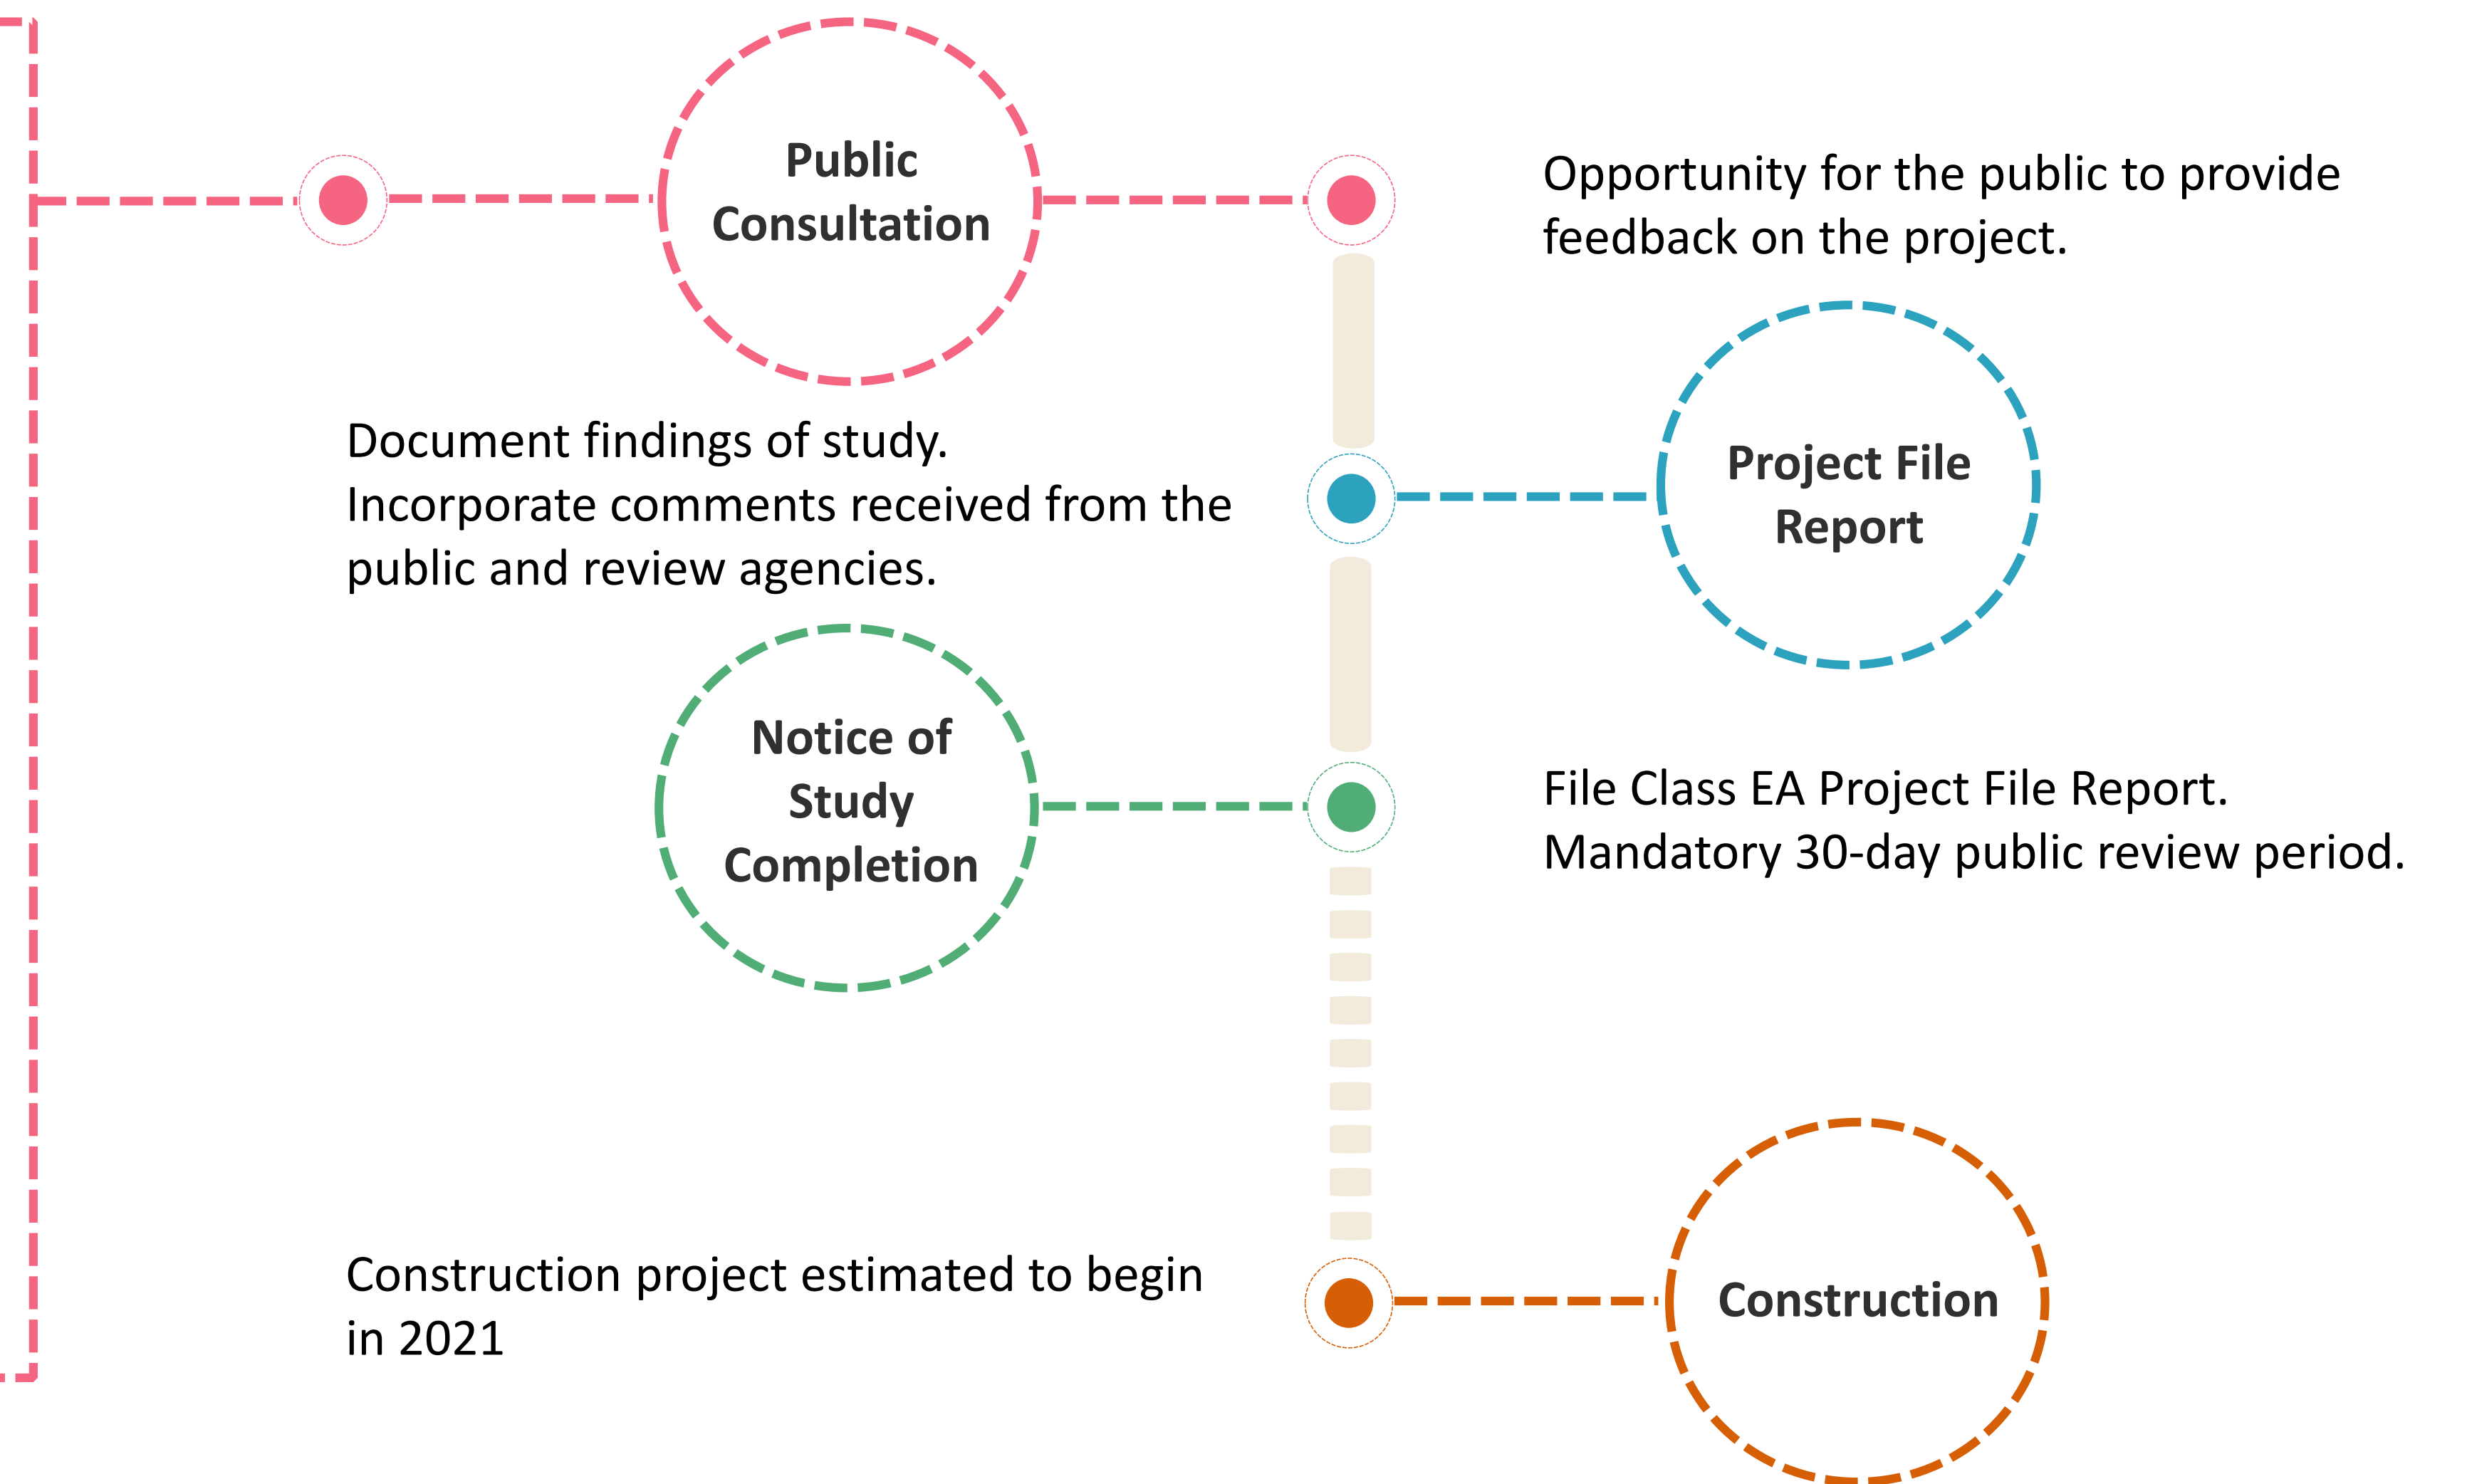 Public
Consultation
Opportunity for the public to provide
feedback on the project.
Document findings of study.
Incorporate comments received from the
public and review agencies.
Project File
Report
Notice of
Study
Completion
File Class EA Project File Report.
Mandatory 30-day public review period.
Construction project estimated to begin
in 2021
Construction